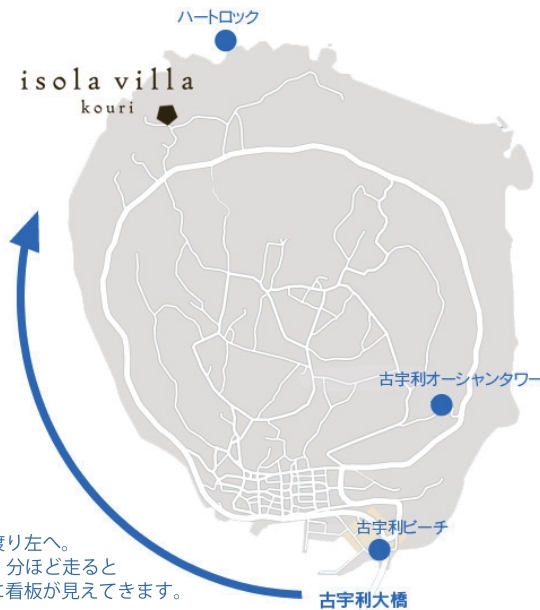 ハートロック
isola villa
kouri
古宇利オーシャンタワー
古宇利ビーチ
渡り左へ。
分ほど走ると
に看板が見えてきます。
古宇利大橋